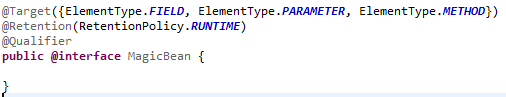 @Target({ElementType.FIELD, ElementType.PARAMETER, ElementType.METHOD})
@Retention(RetentionPolicy.RUNTIME)
@Qualifier
public @interface MagicBean {
}